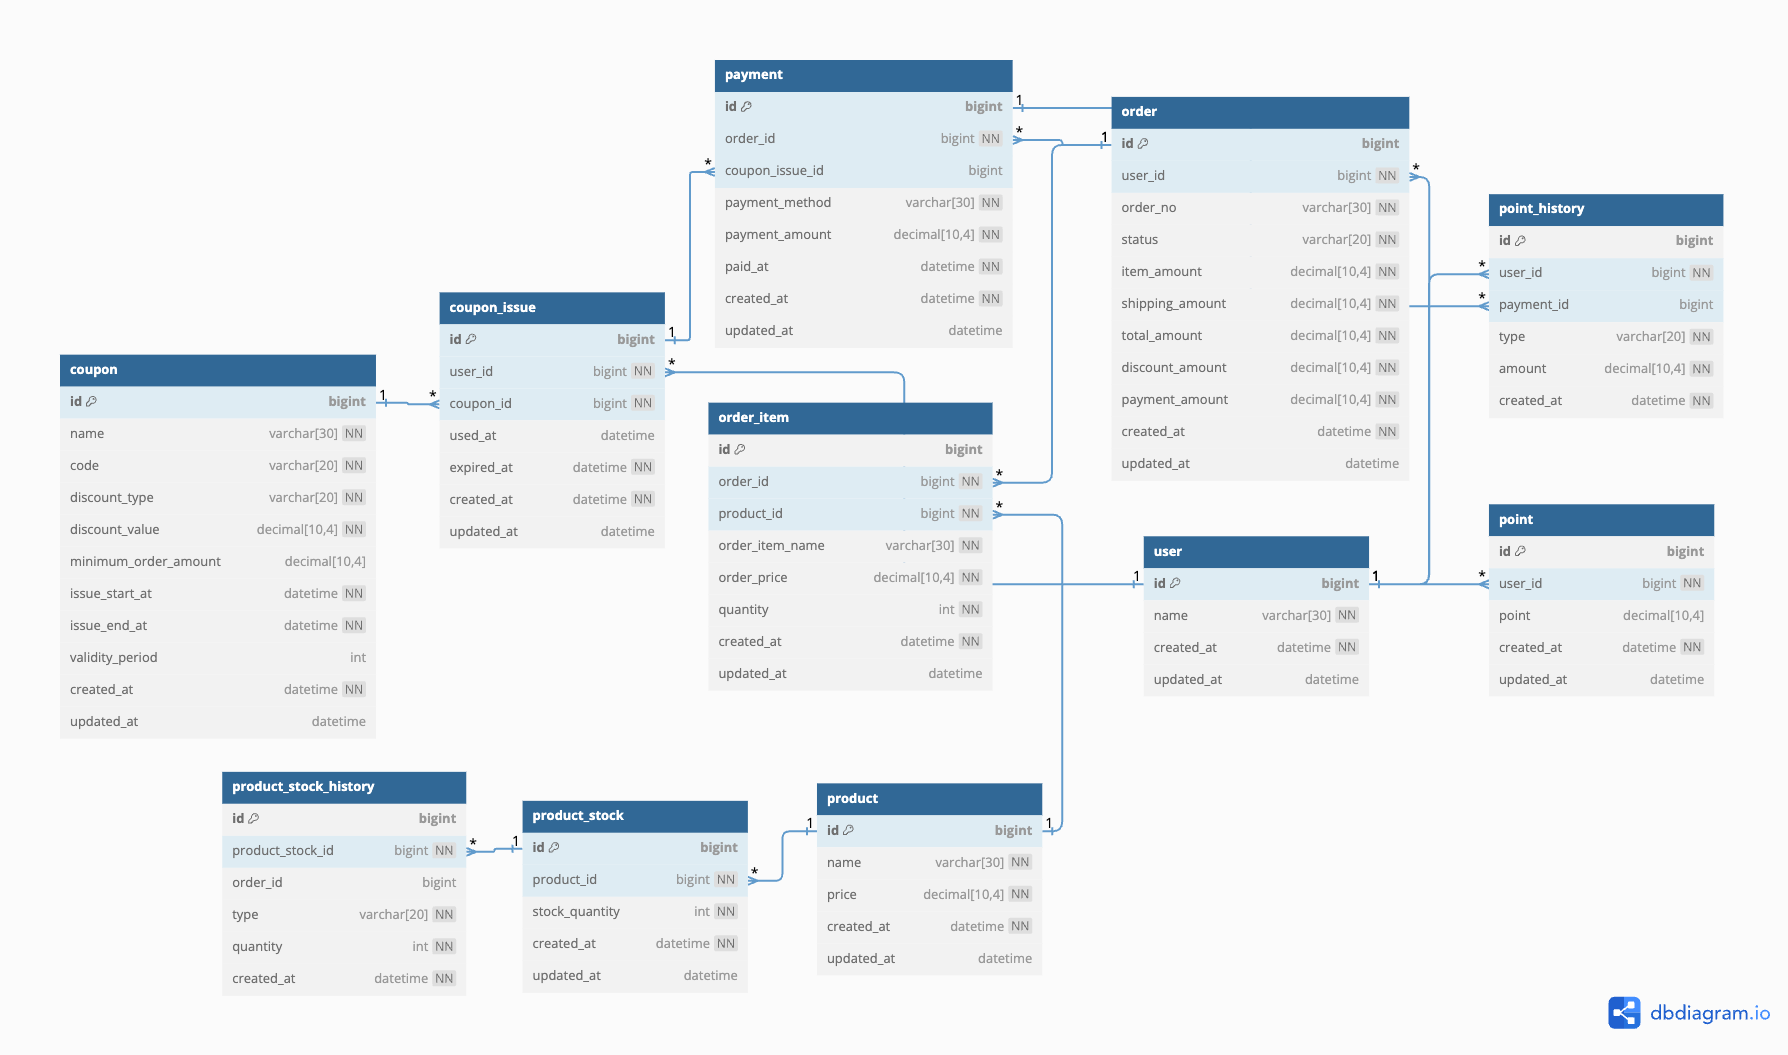 payment
id bigint
order_id bigint NN
coupon_issue_id bigint
payment_method varchar[30] NN
payment_amount decimal[10,4] NN
paid_at datetime NN
created_at datetime NN
updated_at datetime
1
*
*
order
id bigint
user_id bigint NN
order_no varchar[30] NN
status varchar[20] NN
item_amount decimal[10,4] NN
shipping_amount decimal[10,4] NN
total_amount decimal[10,4] NN
discount_amount decimal[10,4] NN
payment_amount decimal[10,4] NN
created_at datetime NN
updated_at datetime
1
*
point_history
id bigint
user_id bigint NN
payment_id bigint
type varchar[20] NN
amount decimal[10,4] NN
created_at datetime NN
*
*
coupon_issue
id bigint
user_id bigint NN
coupon_id bigint NN
used_at datetime
expired_at datetime NN
created_at datetime NN
updated_at datetime
1
*
*
coupon
id bigint
name varchar[30] NN
code varchar[20] NN
discount_type varchar[20] NN
discount_value decimal[10,4] NN
minimum_order_amount decimal[10,4]
issue_start_at datetime NN
issue_end_at datetime NN
validity_period int
created_at datetime NN
updated_at datetime
1
order_item
id bigint
order_id bigint NN
product_id bigint NN
order_item_name varchar[30] NN
order_price decimal[10,4] NN
quantity int NN
created_at datetime NN
updated_at datetime
*
*
user
id bigint
name varchar[30] NN
created_at datetime NN
updated_at datetime
1
1
point
id bigint
user_id bigint NN
point decimal[10,4]
created_at datetime NN
updated_at datetime
*
product_stock_history
id bigint
product_stock_id bigint NN
order_id bigint
type varchar[20] NN
quantity int NN
created_at datetime NN
*
product_stock
id bigint
product_id bigint NN
stock_quantity int NN
created_at datetime NN
updated_at datetime
1
*
product
id bigint
name varchar[30] NN
price decimal[10,4] NN
created_at datetime NN
updated_at datetime
1
1
dbdiagram.io